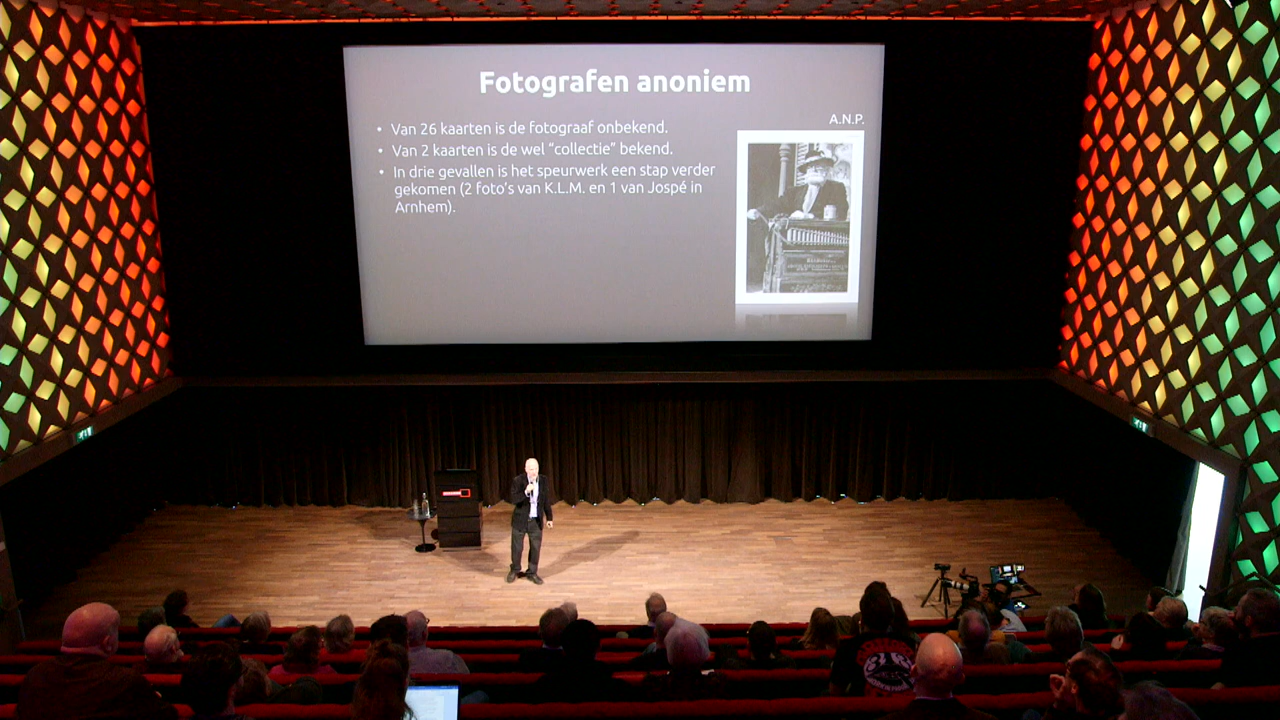 Fotografen anoniem
A.N.P.
• Van 26 kaarten is de fotograaf onbekend.
• Van 2 kaarten is de wel “collectie” bekend.
• In drie gevallen is het speurwerk een stap verder
gekomen (2 foto's van K.L.M. en 1 van Jospé in
Arnhem).